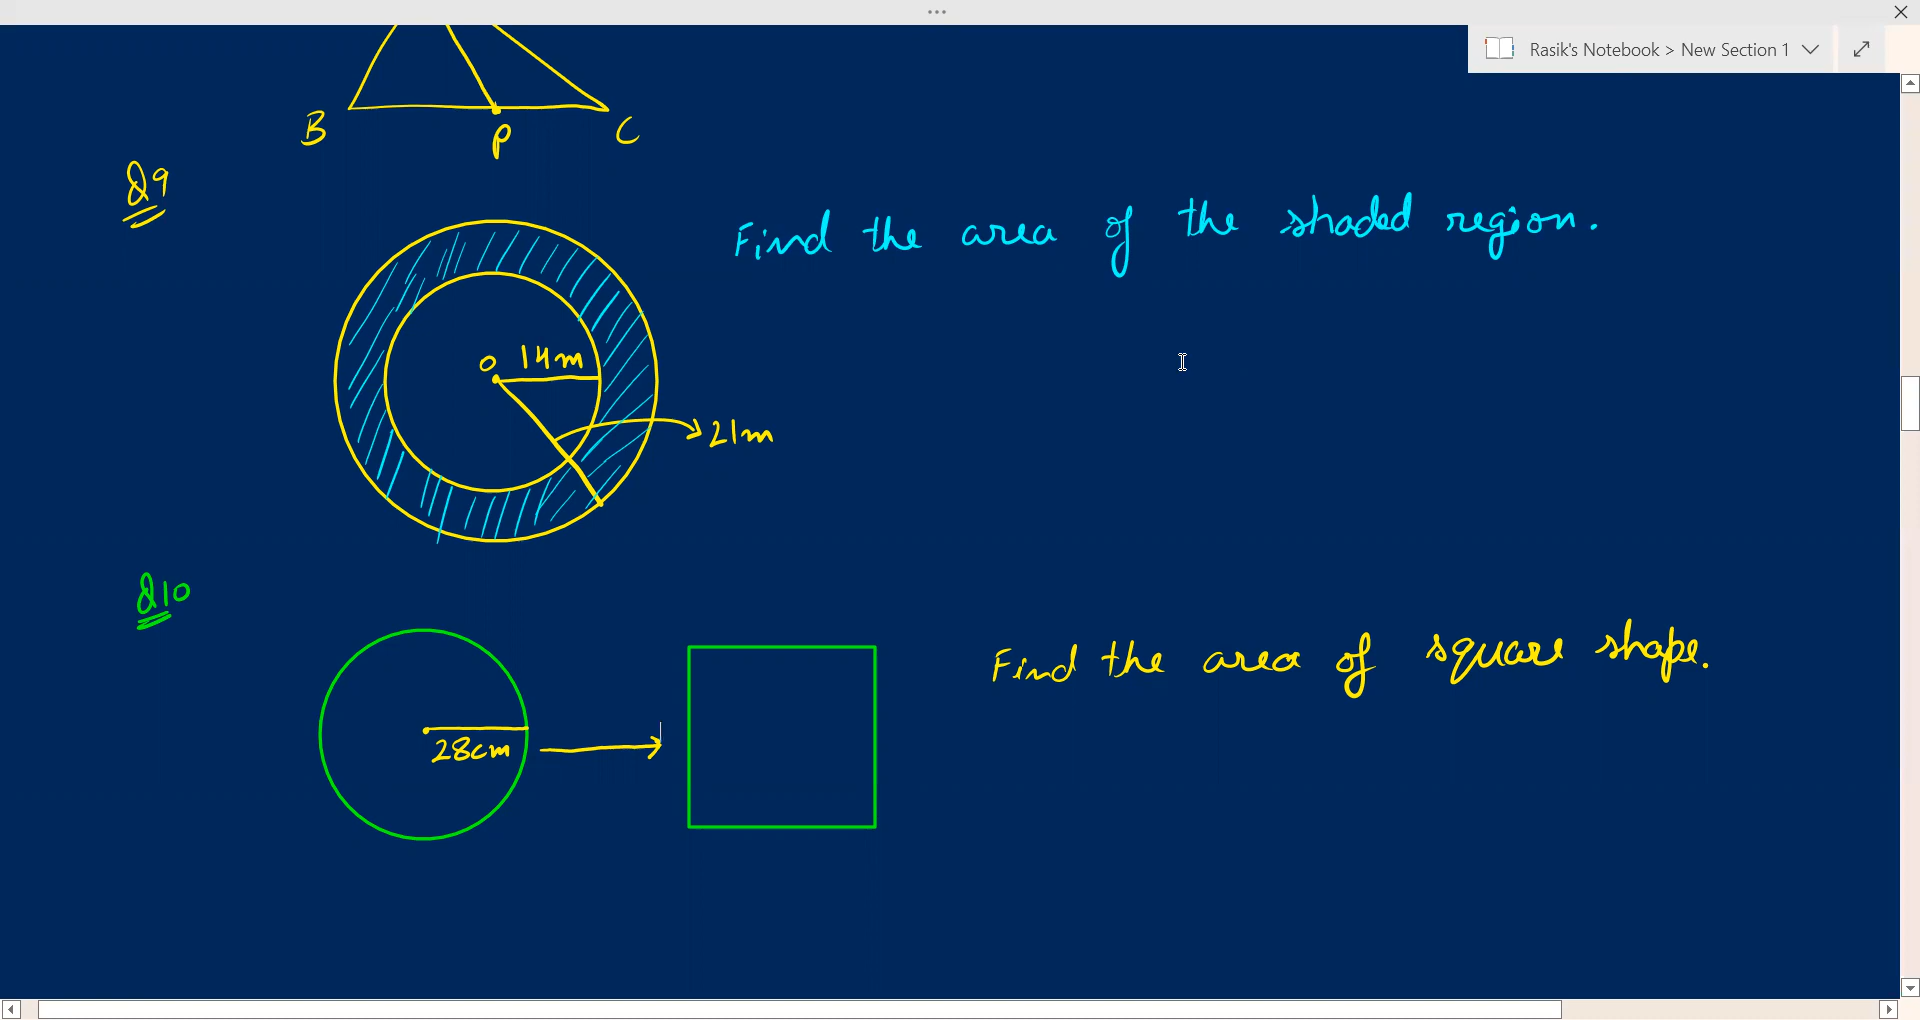 Rasik's Notebook > New Section 1
B
P
C
Q9
Find the area of the shaded region.
O
14m
21m
Q10
Find the area of square shape.
28cm